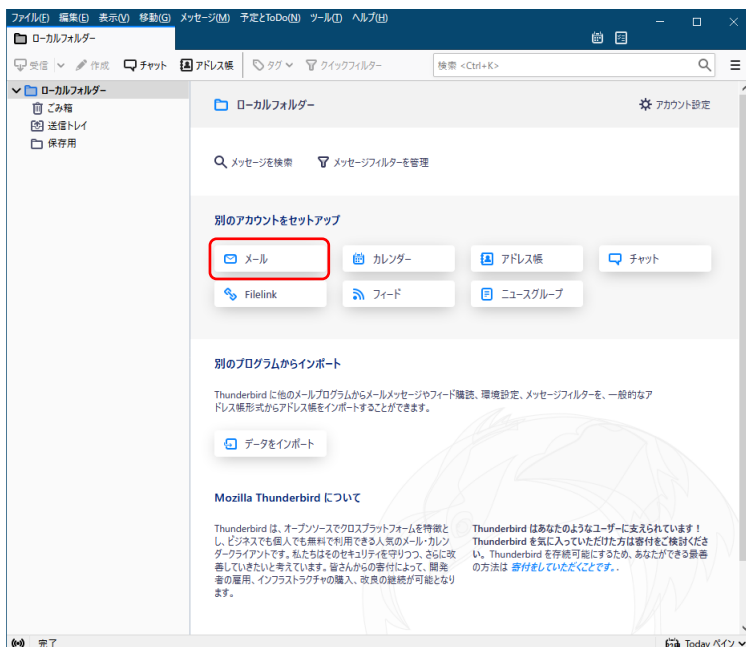 ファイル(F) 編集(E) 表示(V) 移動(G) メッセージ(M) 予定とToDo(N) ツール(T) ヘルプ(H)
ローカルフォルダー
受信 作成 チャット アドレス帳 タグ クイックフィルター 検索 <Ctrl+K>
ローカルフォルダー
ごみ箱
送信トレイ
保存用
ローカルフォルダー アカウント設定
メッセージを検索 メッセージフィルターを管理
別のアカウントをセットアップ
メール カレンダー アドレス帳 チャット
Filelink フィード ニュースグループ
別のプログラムからインポート
Thunderbird に他のメールプログラムからメールメッセージやフィード購読、環境設定、メッセージフィルターを、一般的なア
ドレス帳形式からアドレス帳をインポートすることができます。
データをインポート
Mozilla Thunderbird について
Thunderbird は、オープンソースでクロスプラットフォームを特徴と
し、ビジネスでも個人でも無料で利用できる人気のメール・カレン
ダークライアントです。私たちはそのセキュリティを守りつつ、さらに改
善していきたいと考えています。皆さんからの寄付によって、開発
者の雇用、インフラストラクチャの購入、改良の継続が可能となり
ます。
Thunderbird はあなたのようなユーザーに支えられています！
Thunderbird を気に入っていただけた方は寄付をご検討くださ
い。Thunderbird を存続可能にするため、あなたができる最善
の方法は 寄付をしていただくことです。.
完了 Today ペイン